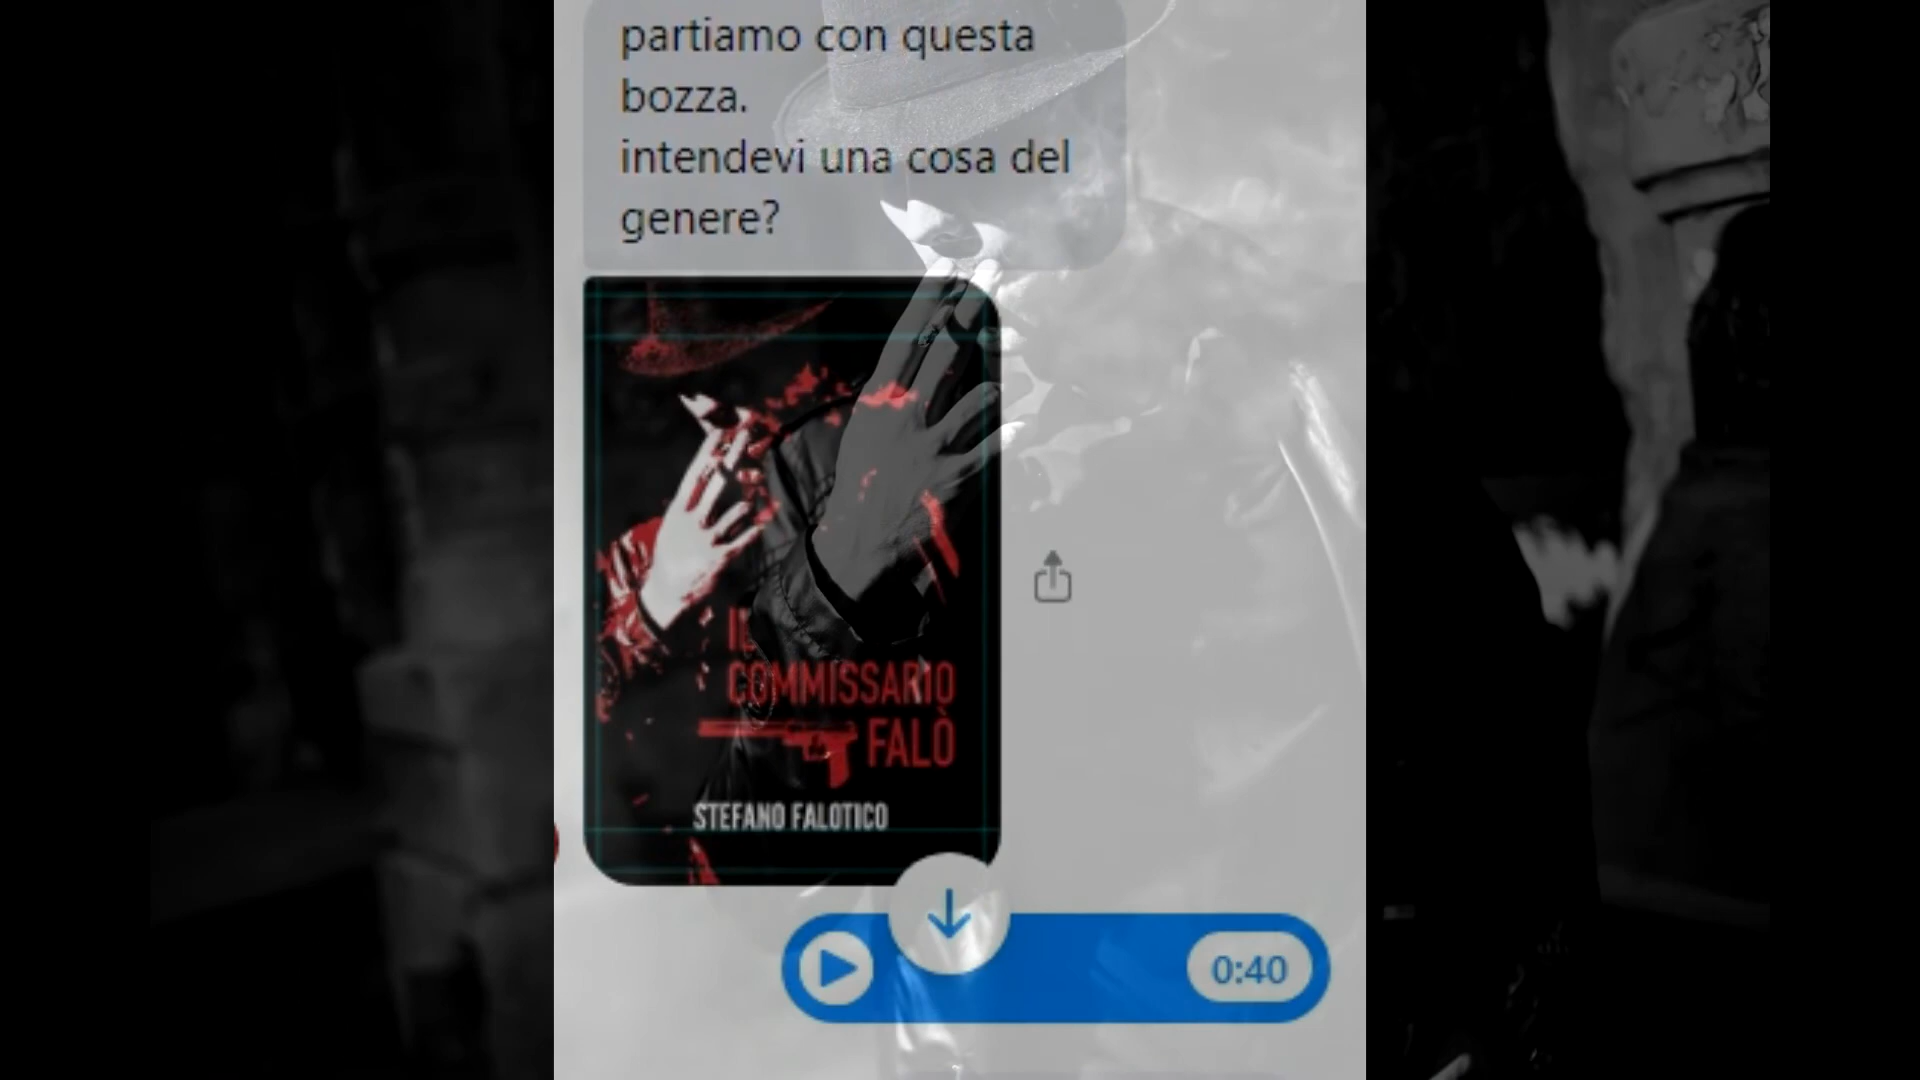 partiamo con questa
bozza.
intendevi una cosa del
genere?
IL
COMMISSARIO
FALÒ
STEFANO FALOTICO
0:40